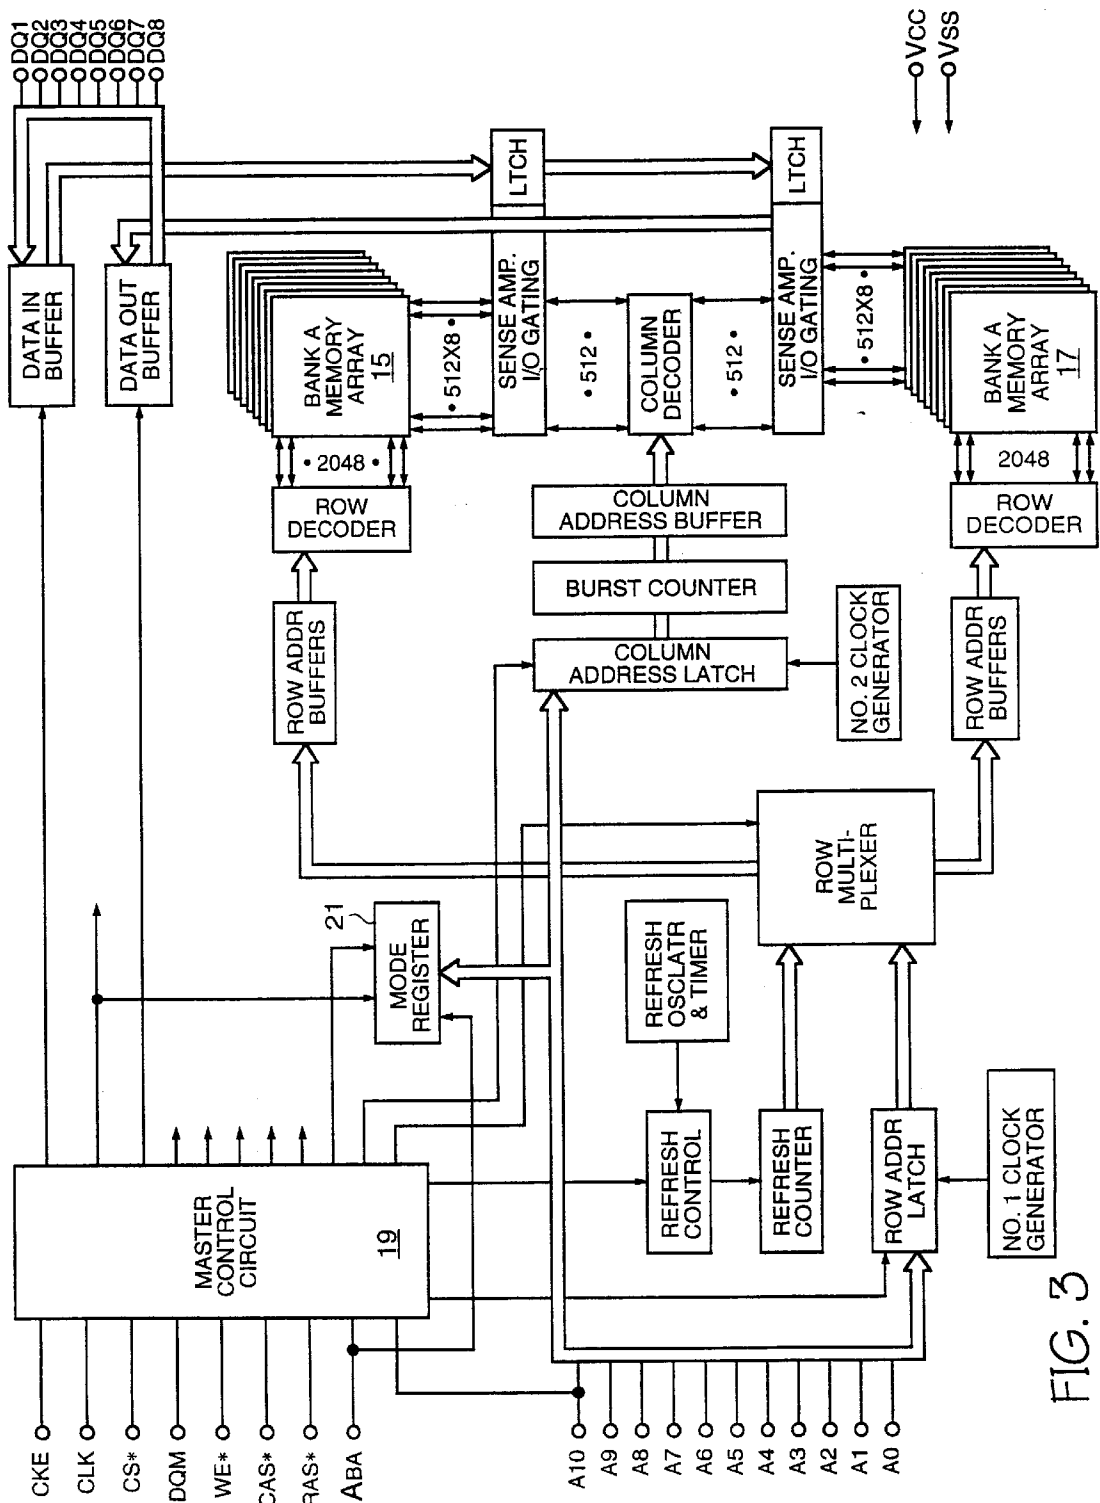 DQ1
DQ2
DQ3
DQ4
DQ5
DQ6
DQ7
DQ8
VCC
VSS
DATA IN
BUFFER
DATA OUT
BUFFER
LTCH
LTCH
SENSE AMP.
I/O GATING
SENSE AMP.
I/O GATING
BANK A
MEMORY
ARRAY
15
• 512X8 •
• 512 •
COLUMN
DECODER
• 512 •
• 512X8 •
BANK A
MEMORY
ARRAY
17
• 2048 •
2048
ROW
DECODER
ROW
DECODER
COLUMN
ADDRESS BUFFER
BURST COUNTER
COLUMN
ADDRESS LATCH
ROW ADDR
BUFFERS
NO. 2 CLOCK
GENERATOR
ROW ADDR
BUFFERS
ROW
MULTI-
PLEXER
21
MODE
REGISTER
REFRESH
OSCLATR
& TIMER
REFRESH
CONTROL
REFRESH
COUNTER
ROW ADDR
LATCH
NO. 1 CLOCK
GENERATOR
MASTER
CONTROL
CIRCUIT
19
CKE
CLK
CS*
DQM
WE*
CAS*
RAS*
ABA
A10
A9
A8
A7
A6
A5
A4
A3
A2
A1
A0
FIG. 3